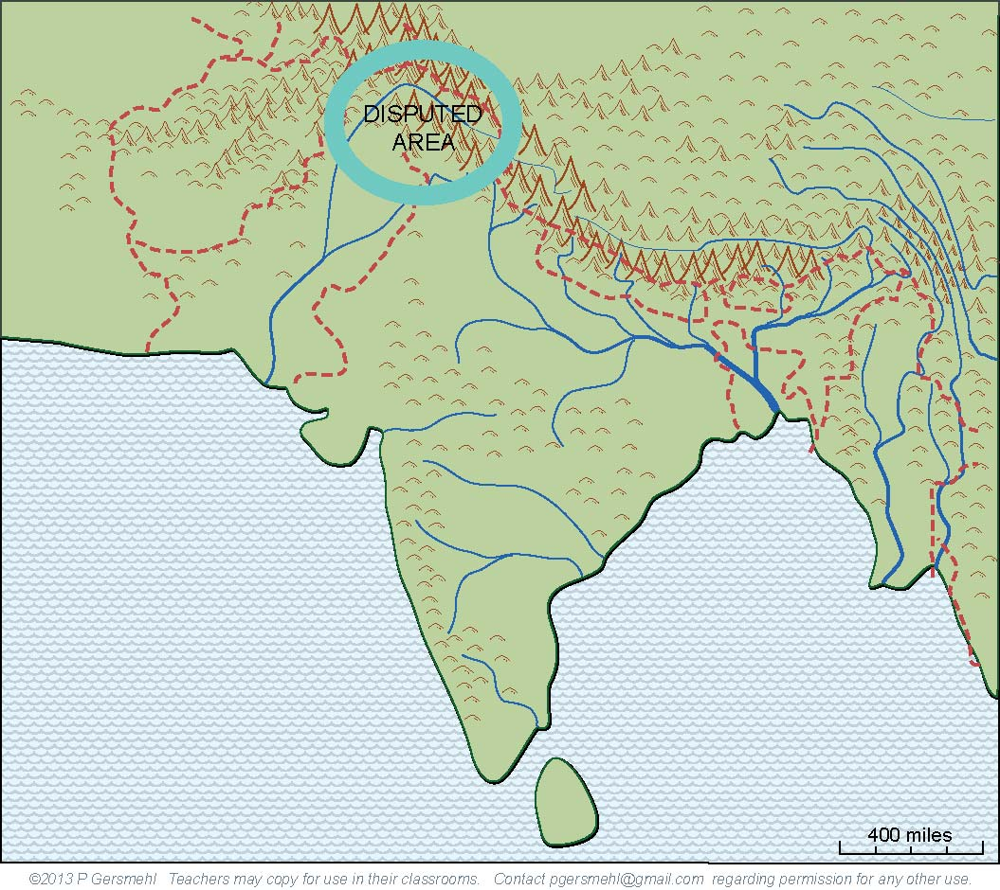 DISPUTED
AREA
400 miles
©2013 P Gersmehl   Teachers may copy for use in their classrooms.   Contact pgersmehl@gmail.com  regarding permission for any other use.